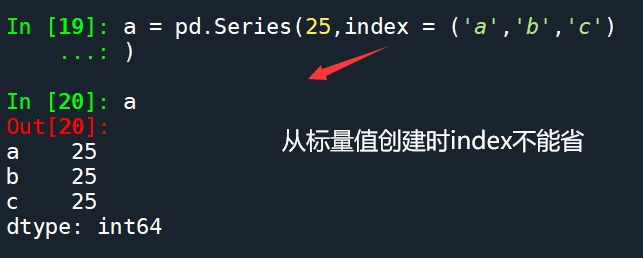 In [19]: a = pd.Series(25,index = ('a','b','c')
    ...: )
In [20]: a
Out[20]:
从标量值创建时index不能省
a    25
b    25
c    25
dtype: int64